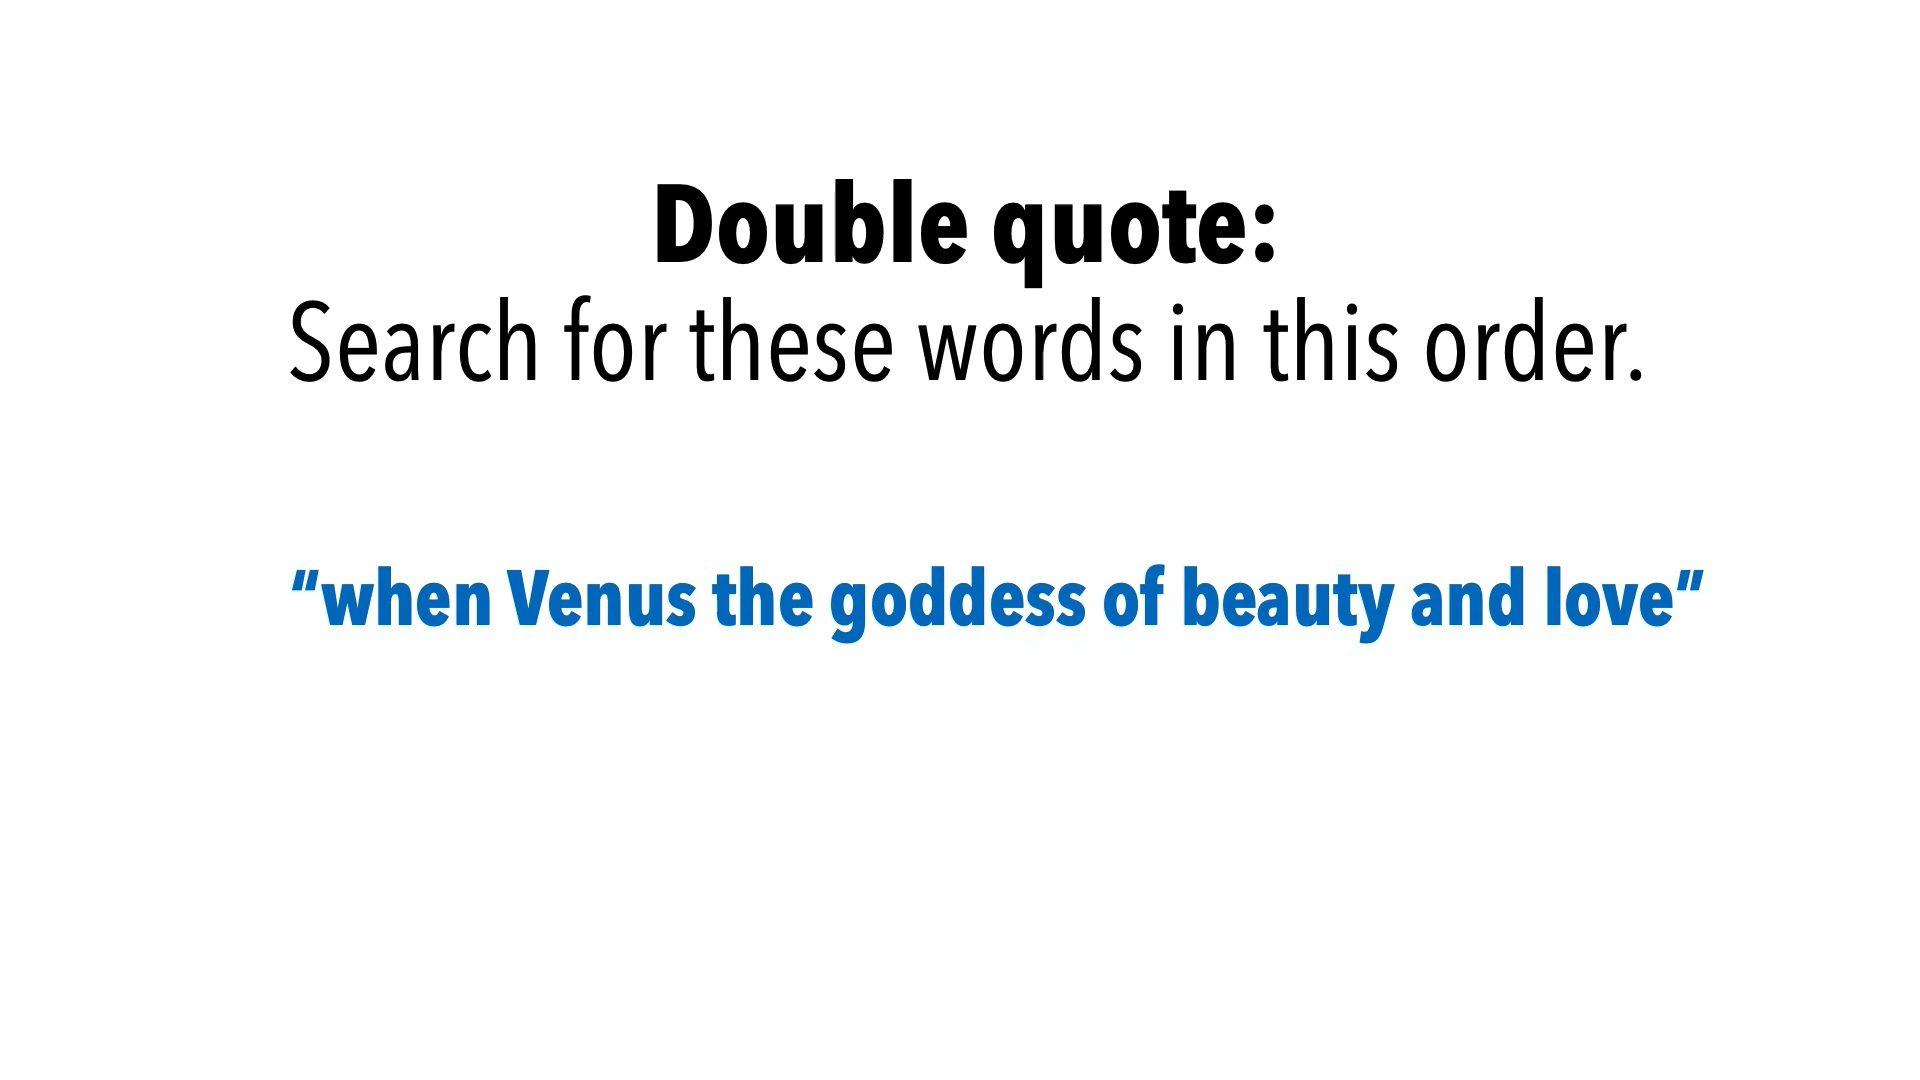 Double quote:
Search for these words in this order.
“when Venus the goddess of beauty and love”